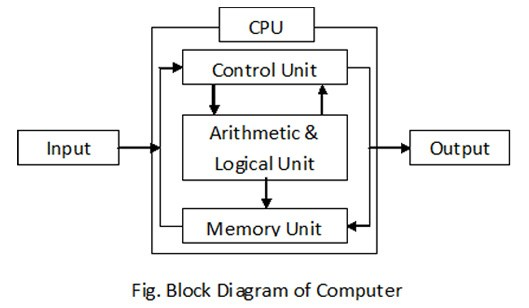 CPU
Control Unit
Input
Arithmetic &
Logical Unit
Output
Memory Unit
Fig. Block Diagram of Computer